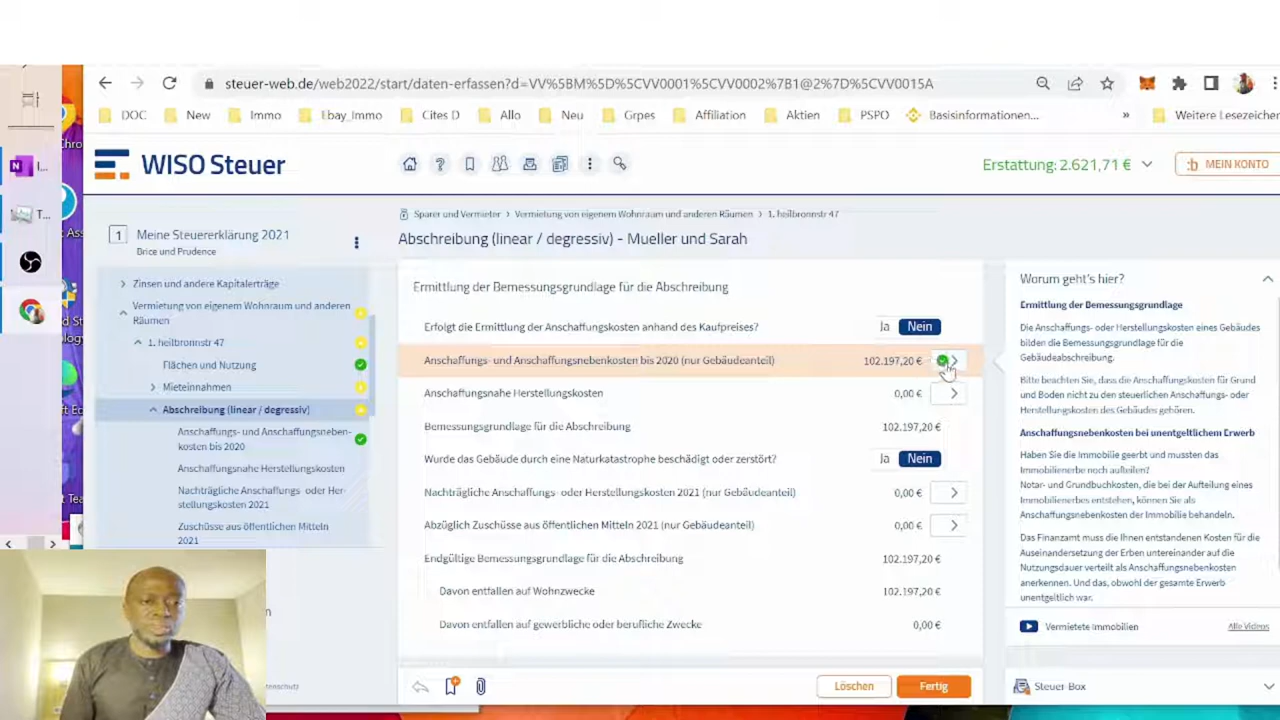 steuer-web.de/web2022/start/daten-erfassen?d=VV%5BM%5D%5CVV0001%5CVV0002%7B1@2%7D%5CVV0015A
DOC New Immo Ebay_Immo Cites D Allo Neu Grpes Affiliation Aktien PSPO Basisinformationen... » Weitere Lesezeichen
WISO Steuer
Erstattung: 2.621,71 €
:b MEIN KONTO
Sparer und Vermieter > Vermietung von eigenem Wohnraum und anderen Räumen > 1. heilbronnstr 47
Abschreibung (linear / degressiv) - Mueller und Sarah
1 Meine Steuererklärung 2021
Brice und Prudence
Zinsen und andere Kapitalerträge
Vermietung von eigenem Wohnraum und anderen
Räumen
1. heilbronnstr 47
Flächen und Nutzung
Mieteinnahmen
Abschreibung (linear / degressiv)
Anschaffungs- und Anschaffungsneben-
kosten bis 2020
Anschaffungsnahe Herstellungskosten
Nachträgliche Anschaffungs- oder Her-
stellungskosten 2021
Zuschüsse aus öffentlichen Mitteln
2021
Ermittlung der Bemessungsgrundlage für die Abschreibung
Erfolgt die Ermittlung der Anschaffungskosten anhand des Kaufpreises? Ja Nein
Anschaffungs- und Anschaffungsnebenkosten bis 2020 (nur Gebäudeanteil) 102.197,20 €
Anschaffungsnahe Herstellungskosten 0,00 €
Bemessungsgrundlage für die Abschreibung 102.197,20 €
Wurde das Gebäude durch eine Naturkatastrophe beschädigt oder zerstört? Ja Nein
Nachträgliche Anschaffungs- oder Herstellungskosten 2021 (nur Gebäudeanteil) 0,00 €
Abzüglich Zuschüsse aus öffentlichen Mitteln 2021 (nur Gebäudeanteil) 0,00 €
Endgültige Bemessungsgrundlage für die Abschreibung 102.197,20 €
Davon entfallen auf Wohnzwecke 102.197,20 €
Davon entfallen auf gewerbliche oder berufliche Zwecke 0,00 €
Löschen
Fertig
Worum geht's hier?
Ermittlung der Bemessungsgrundlage
Die Anschaffungs- oder Herstellungskosten eines Gebäudes
bilden die Bemessungsgrundlage für die
Gebäudeabschreibung.
Bitte beachten Sie, dass die Anschaffungskosten für Grund
und Boden nicht zu den steuerlichen Anschaffungs- oder
Herstellungskosten des Gebäudes gehören.
Anschaffungsnebenkosten bei unentgeltlichem Erwerb
Haben Sie die Immobilie geerbt und mussten das
Immobilienerbe noch aufteilen?
Notar- und Grundbuchkosten, die bei der Aufteilung eines
Immobilienerbes entstehen, können Sie als
Anschaffungsnebenkosten der Immobilie behandeln.
Das Finanzamt muss die Ihnen entstandenen Kosten für die
Auseinandersetzung der Erben untereinander auf die
Nutzungsdauer verteilt als Anschaffungsnebenkosten
anerkennen. Und das, obwohl der gesamte Erwerb
unentgeltlich war.
Vermietete Immobilien
Alle Videos
Steuer-Box